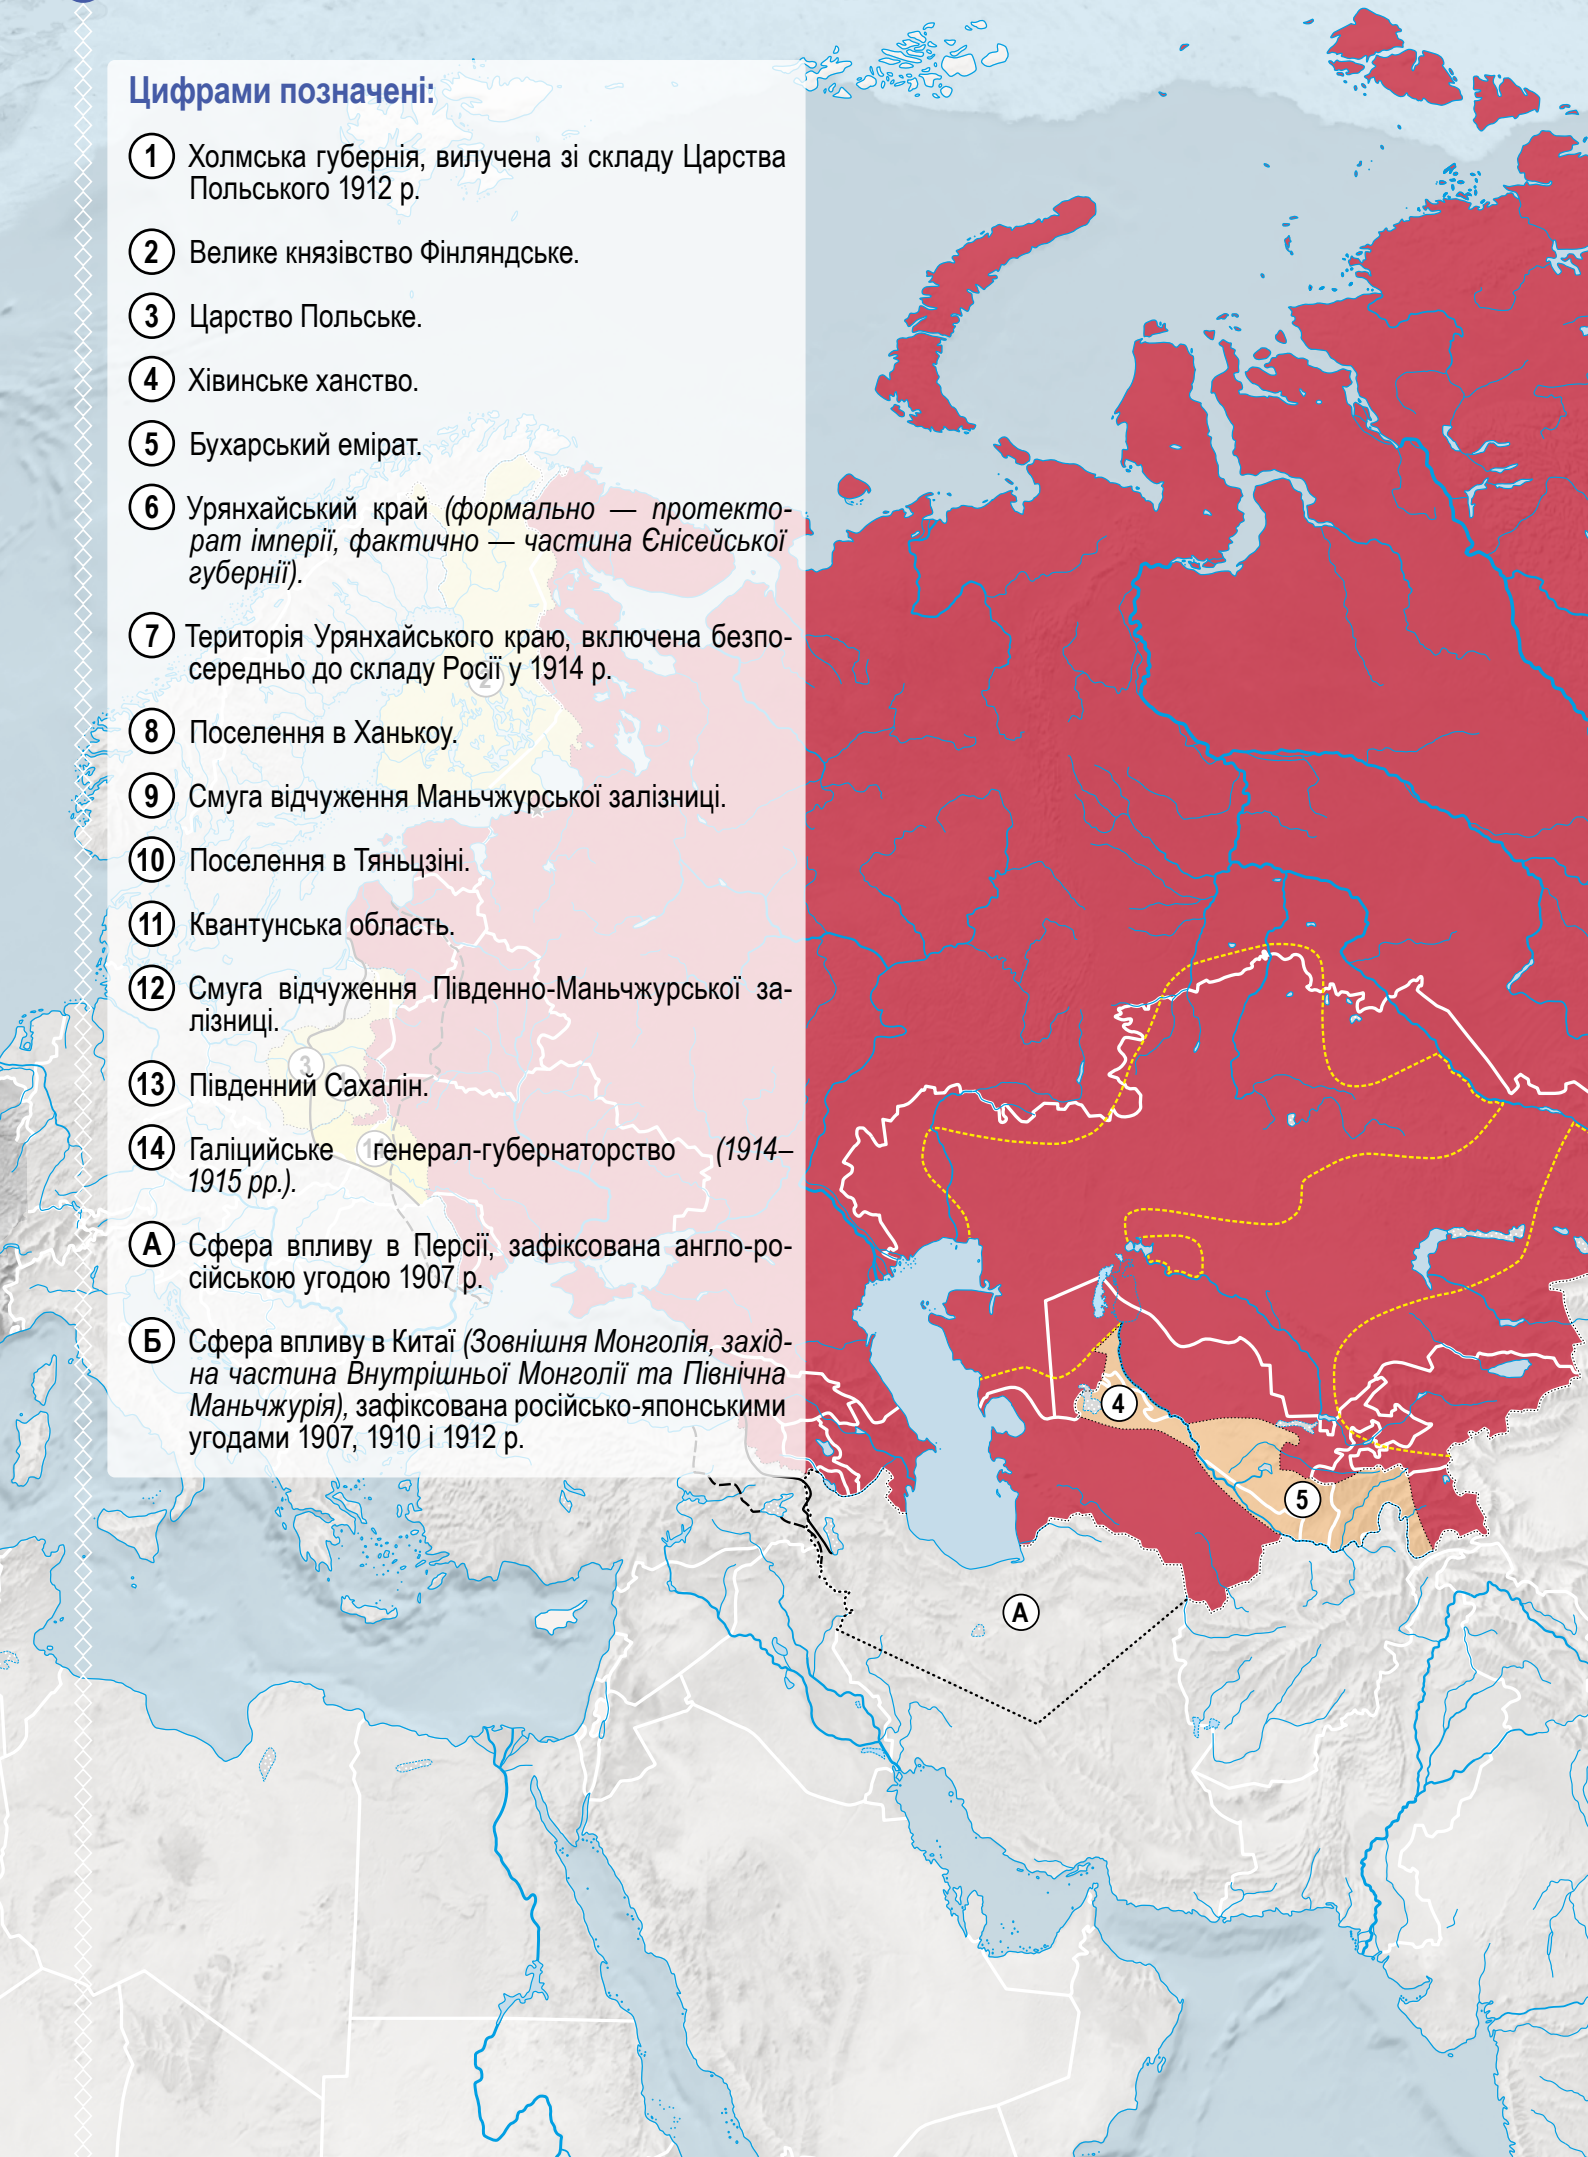 Цифрами позначені:
1 Холмська губернія, вилучена зі складу Царства
Польського 1912 р.
2 Велике князівство Фінляндське.
3 Царство Польське.
4 Хівинське ханство.
5 Бухарський емірат.
6 Урянхайський край (формально — протекто-
рат імперії, фактично — частина Єнісейської
губернії).
7 Територія Урянхайського краю, включена безпо-
середньо до складу Росії у 1914 р.
8 Поселення в Ханькоу.
9 Смуга відчуження Маньчжурської залізниці.
10 Поселення в Тяньцзіні.
11 Квантунська область.
12 Смуга відчуження Південно-Маньчжурської за-
лізниці.
13 Південний Сахалін.
14 Галіцийське генерал-губернаторство (1914–
1915 рр.).
А Сфера впливу в Персії, зафіксована англо-ро-
сійською угодою 1907 р.
Б Сфера впливу в Китаї (Зовнішня Монголія, захід-
на частина Внутрішньої Монголії та Північна
Маньчжурія), зафіксована російсько-японськими
угодами 1907, 1910 і 1912 р.
2
3
4
5
А